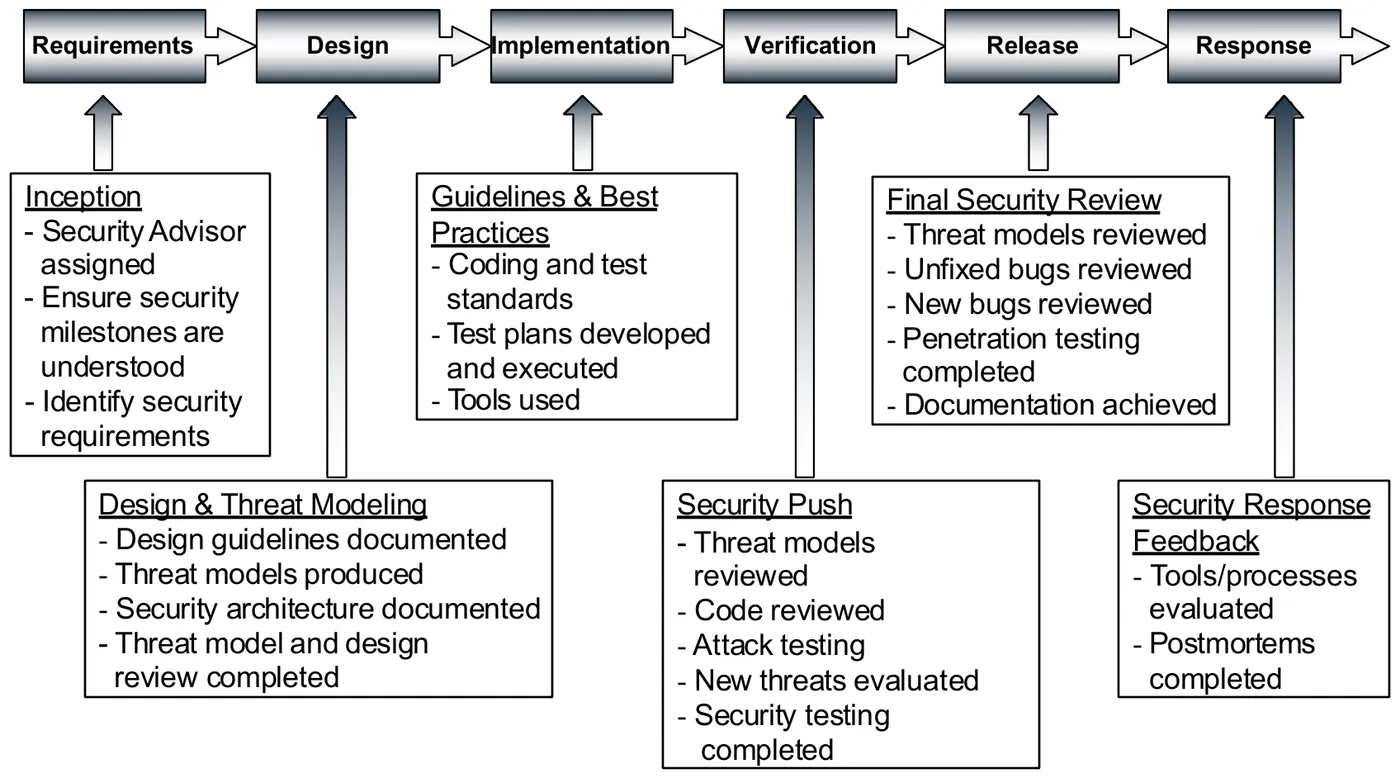 Requirements
Design
Implementation
Verification
Release
Response
Inception
- Security Advisor
assigned
- Ensure security
milestones are
understood
- Identify security
requirements
Guidelines & Best
Practices
- Coding and test
standards
- Test plans developed
and executed
- Tools used
Final Security Review
- Threat models reviewed
- Unfixed bugs reviewed
- New bugs reviewed
- Penetration testing
completed
- Documentation achieved
Design & Threat Modeling
- Design guidelines documented
- Threat models produced
- Security architecture documented
- Threat model and design
review completed
Security Push
- Threat models
reviewed
- Code reviewed
- Attack testing
- New threats evaluated
- Security testing
completed
Security Response
Feedback
- Tools/processes
evaluated
- Postmortems
completed